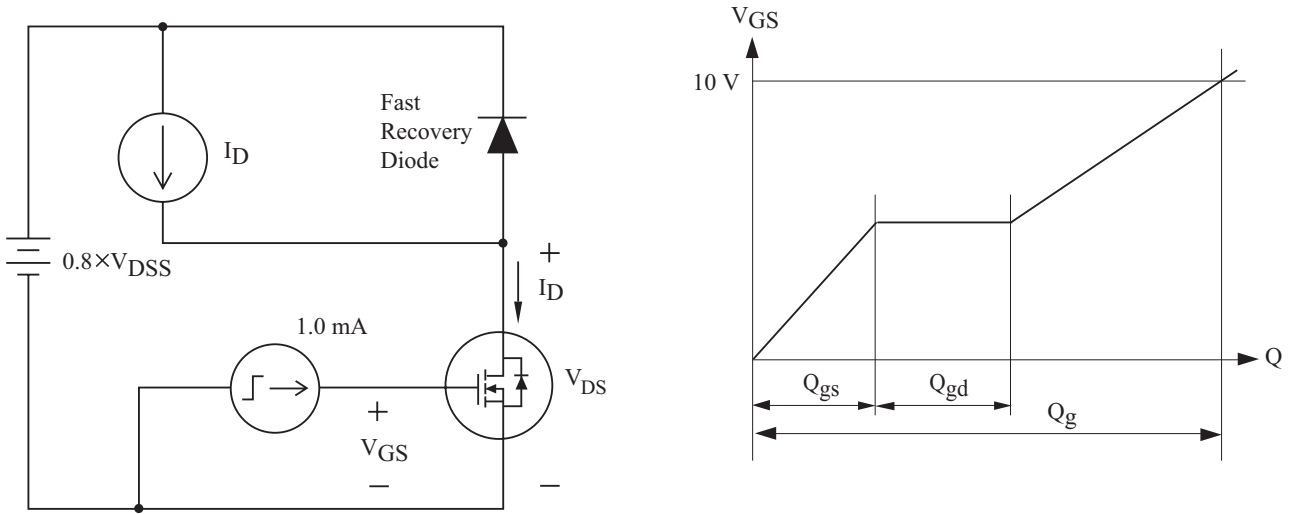 Fast
Recovery
Diode
I_D
0.8×V_DSS
+
I_D
1.0 mA
V_DS
+
V_GS
−
−
V_GS
10 V
Q
Q_gs
Q_gd
Q_g